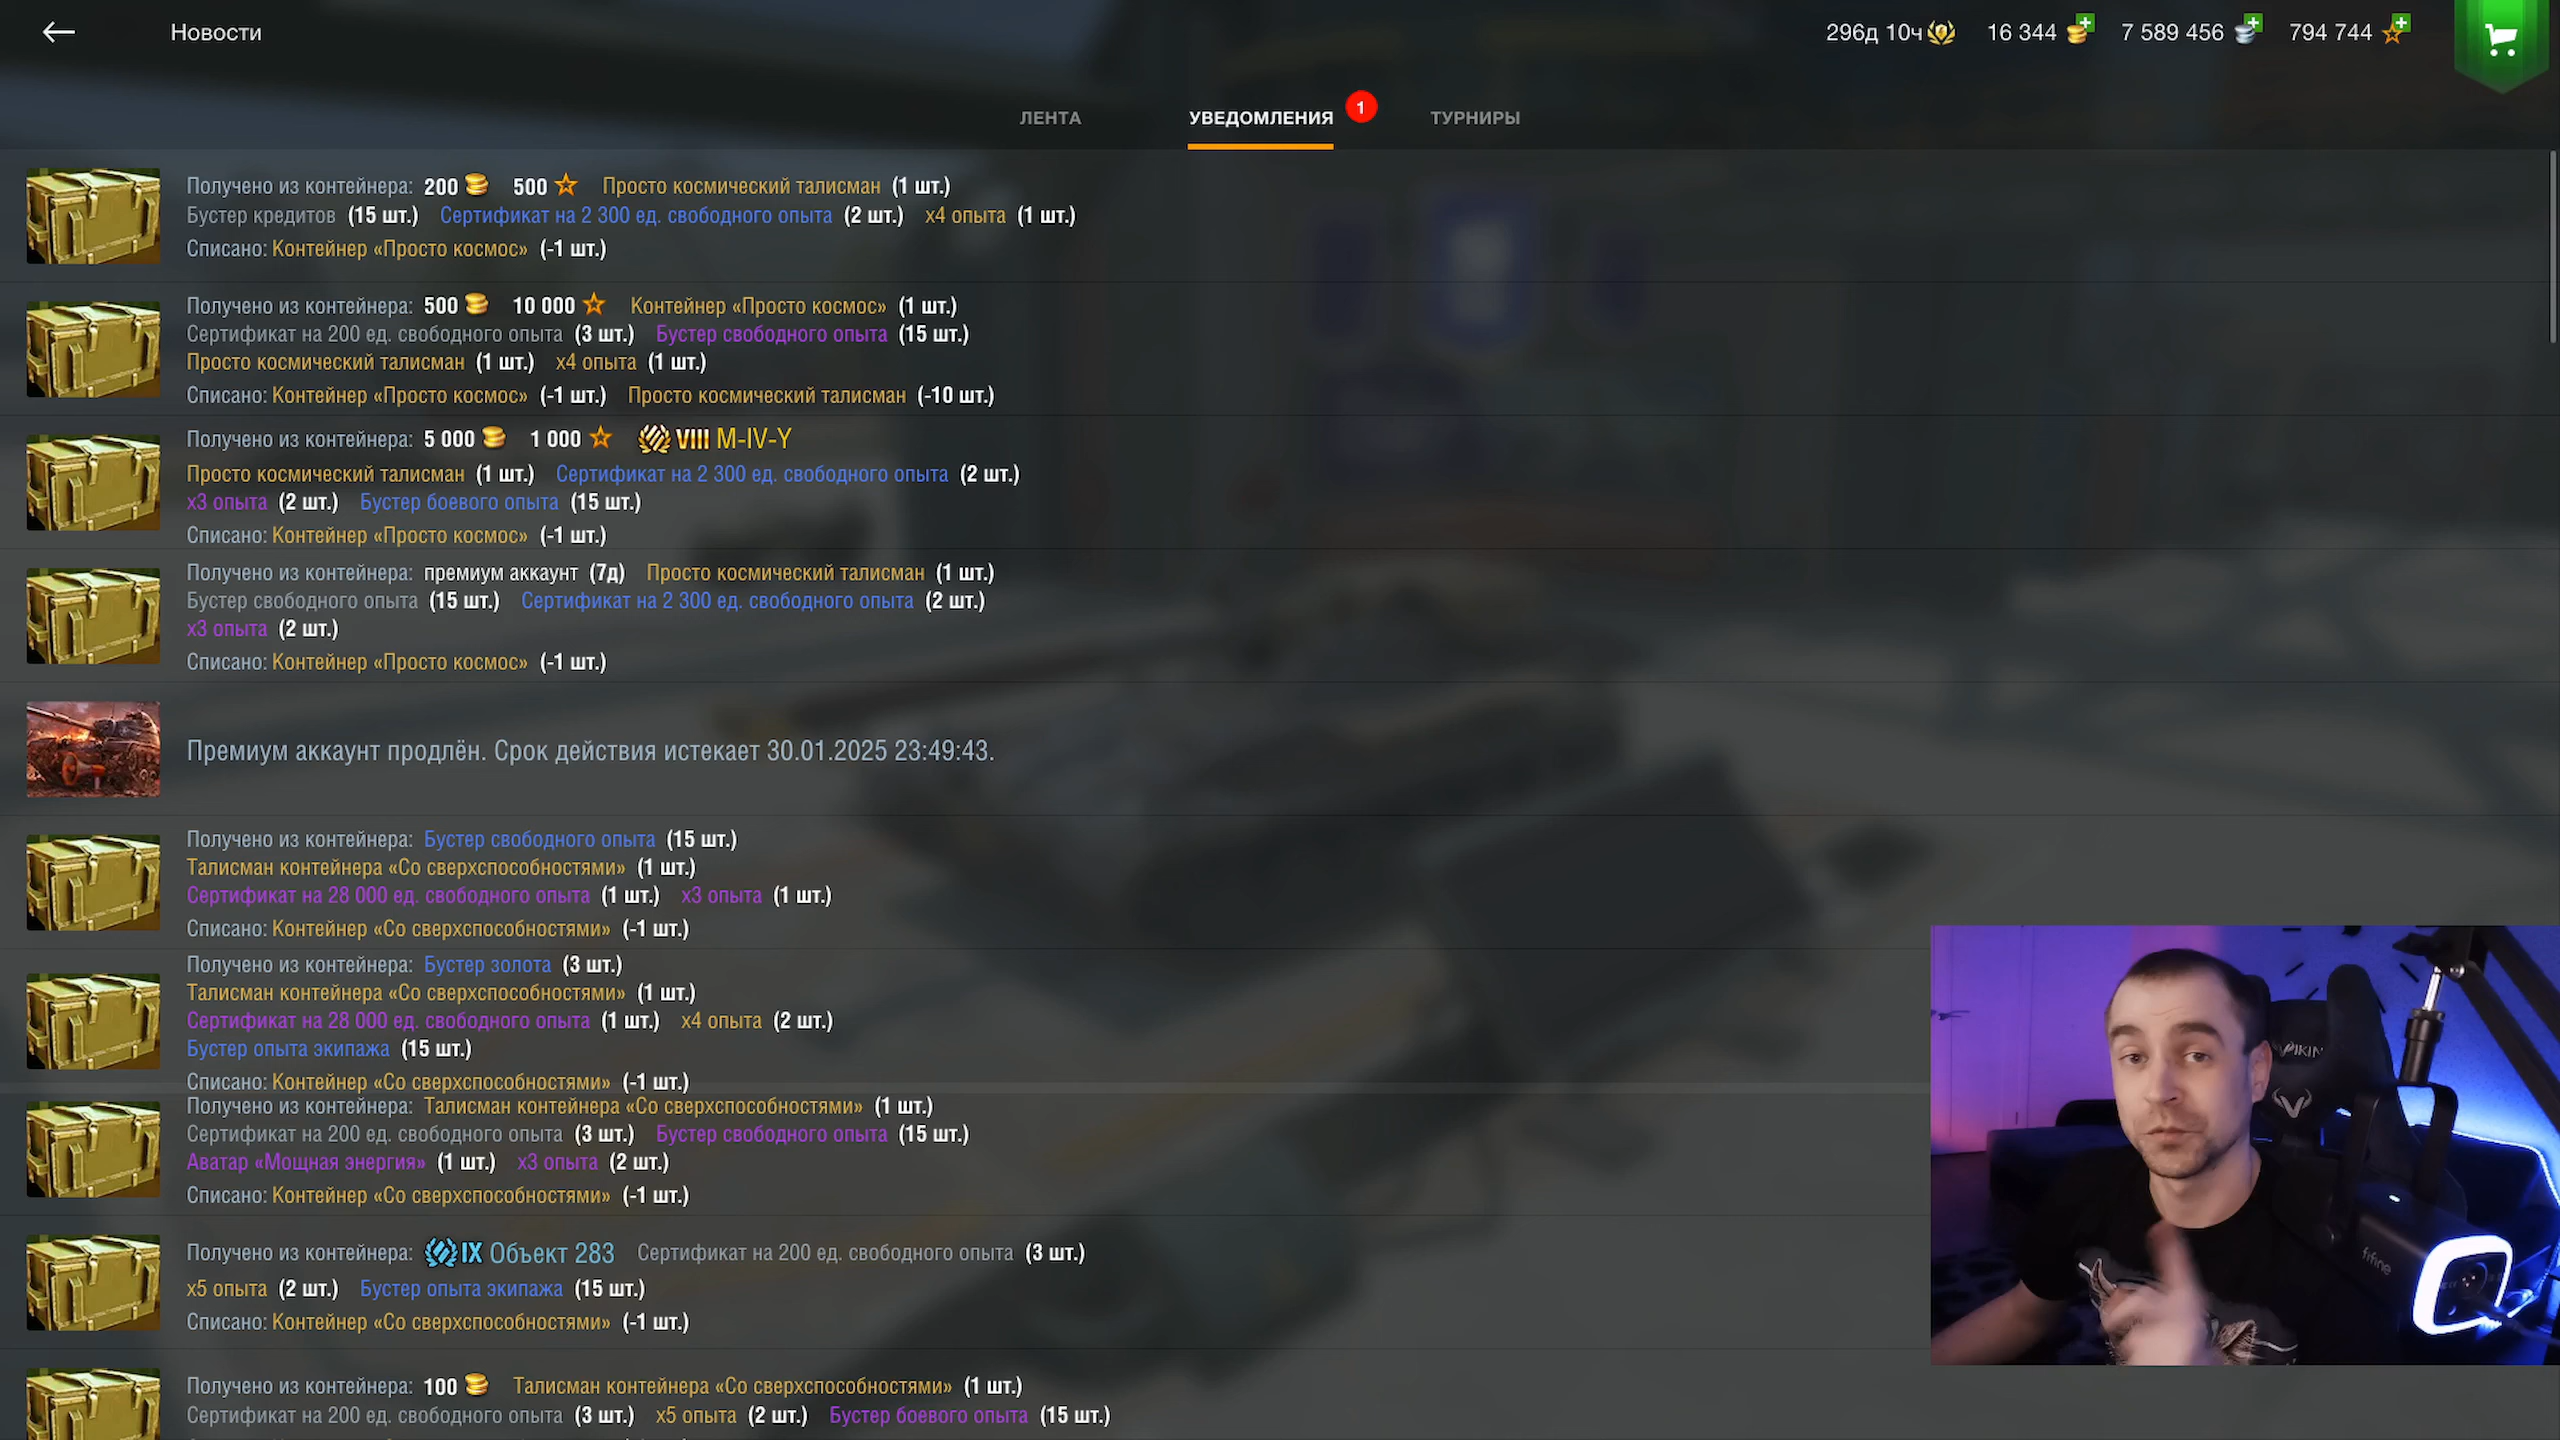 Новости
296д 10ч 16 344 7 589 456 794 744
ЛЕНТА УВЕДОМЛЕНИЯ 1 ТУРНИРЫ
Получено из контейнера: 200 500 Просто космический талисман (1 шт.)
Бустер кредитов (15 шт.) Сертификат на 2 300 ед. свободного опыта (2 шт.) x4 опыта (1 шт.)
Списано: Контейнер «Просто космос» (-1 шт.)
Получено из контейнера: 500 10 000 Контейнер «Просто космос» (1 шт.)
Сертификат на 200 ед. свободного опыта (3 шт.) Бустер свободного опыта (15 шт.)
Просто космический талисман (1 шт.) x4 опыта (1 шт.)
Списано: Контейнер «Просто космос» (-1 шт.) Просто космический талисман (-10 шт.)
Получено из контейнера: 5 000 1 000 VIII M-IV-Y
Просто космический талисман (1 шт.) Сертификат на 2 300 ед. свободного опыта (2 шт.)
x3 опыта (2 шт.) Бустер боевого опыта (15 шт.)
Списано: Контейнер «Просто космос» (-1 шт.)
Получено из контейнера: премиум аккаунт (7д) Просто космический талисман (1 шт.)
Бустер свободного опыта (15 шт.) Сертификат на 2 300 ед. свободного опыта (2 шт.)
x3 опыта (2 шт.)
Списано: Контейнер «Просто космос» (-1 шт.)
Премиум аккаунт продлён. Срок действия истекает 30.01.2025 23:49:43.
Получено из контейнера: Бустер свободного опыта (15 шт.)
Талисман контейнера «Со сверхспособностями» (1 шт.)
Сертификат на 28 000 ед. свободного опыта (1 шт.) x3 опыта (1 шт.)
Списано: Контейнер «Со сверхспособностями» (-1 шт.)
Получено из контейнера: Бустер золота (3 шт.)
Талисман контейнера «Со сверхспособностями» (1 шт.)
Сертификат на 28 000 ед. свободного опыта (1 шт.) x4 опыта (2 шт.)
Бустер опыта экипажа (15 шт.)
Списано: Контейнер «Со сверхспособностями» (-1 шт.)
Получено из контейнера: Талисман контейнера «Со сверхспособностями» (1 шт.)
Сертификат на 200 ед. свободного опыта (3 шт.) Бустер свободного опыта (15 шт.)
Аватар «Мощная энергия» (1 шт.) x3 опыта (2 шт.)
Списано: Контейнер «Со сверхспособностями» (-1 шт.)
Получено из контейнера: IX Объект 283 Сертификат на 200 ед. свободного опыта (3 шт.)
x5 опыта (2 шт.) Бустер опыта экипажа (15 шт.)
Списано: Контейнер «Со сверхспособностями» (-1 шт.)
Получено из контейнера: 100 Талисман контейнера «Со сверхспособностями» (1 шт.)
Сертификат на 200 ед. свободного опыта (3 шт.) x5 опыта (2 шт.) Бустер боевого опыта (15 шт.)
fifine